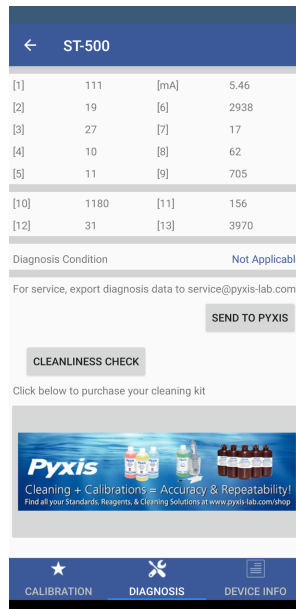 ← ST-500
[1] 111 [mA] 5.46
[2] 19 [6] 2938
[3] 27 [7] 17
[4] 10 [8] 62
[5] 11 [9] 705
[10] 1180 [11] 156
[12] 31 [13] 3970
Diagnosis Condition Not Applicabl
For service, export diagnosis data to service@pyxis-lab.com
SEND TO PYXIS
CLEANLINESS CHECK
Click below to purchase your cleaning kit
Pyxis
Cleaning + Calibrations = Accuracy & Repeatability!
Find all your Standards, Reagents, & Cleaning Solutions at www.pyxis-lab.com/shop
CALIBRATION DIAGNOSIS DEVICE INFO